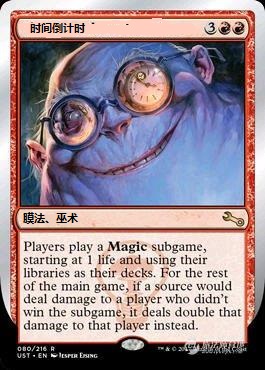 时间倒计时 3
膜法、巫术
Players play a Magic subgame,
starting at 1 life and using their
libraries as their decks. For the rest
of the main game, if a source would
deal damage to a player who didn't
win the subgame, it deals double that
damage to that player instead.
080/216 R
UST • EN JESPER EJSING